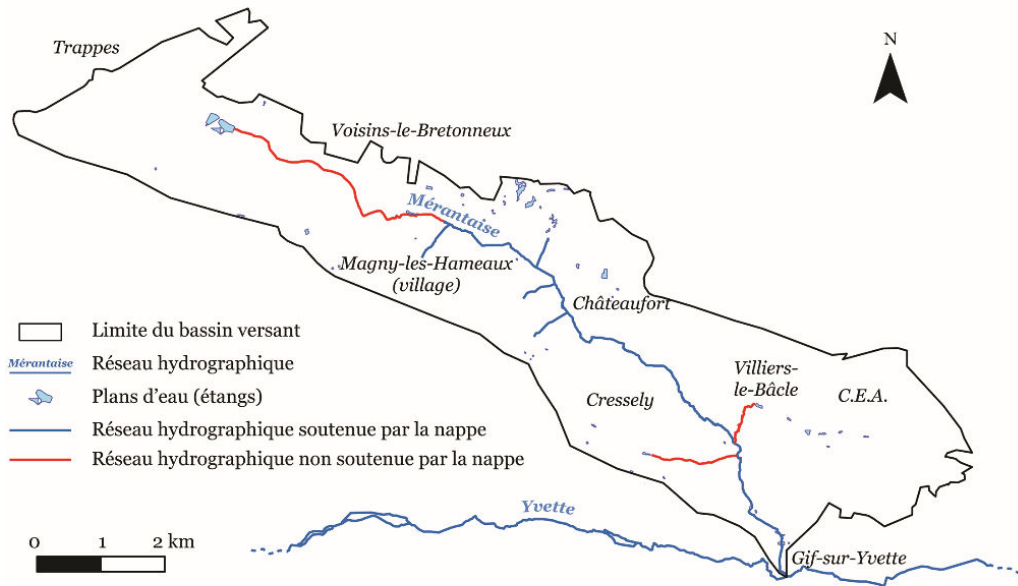 Trappes
N
Voisins-le-Bretonneux
Mérantaise
Magny-les-Hameaux
(village)
Châteaufort
Limite du bassin versant
Mérantaise
Réseau hydrographique
Villiers-
le-Bâcle
Plans d'eau (étangs)
Cressely
C.E.A.
Réseau hydrographique soutenue par la nappe
Réseau hydrographique non soutenue par la nappe
Yvette
0 1 2 km
Gif-sur-Yvette